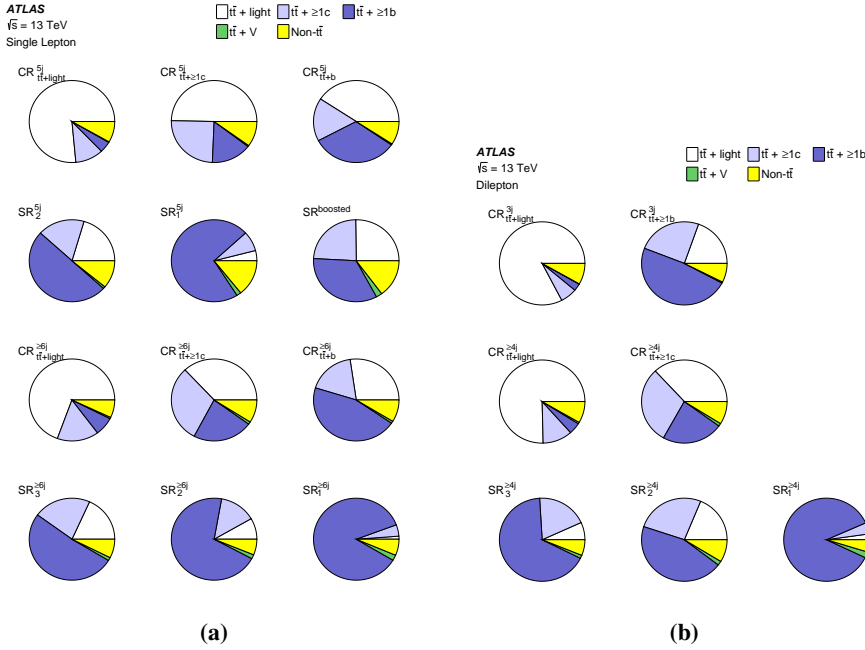 ATLAS
√s = 13 TeV
Single Lepton
tt̄ + light tt̄ + ≥1c tt̄ + ≥1b
tt̄ + V Non-tt̄
CR^{5j}_{tt̄+light} CR^{5j}_{tt̄+≥1c} CR^{5j}_{tt̄+b}
SR^{5j}_{2} SR^{5j}_{1} SR^{boosted}
CR^{≥6j}_{tt̄+light} CR^{≥6j}_{tt̄+≥1c} CR^{≥6j}_{tt̄+b}
SR^{≥6j}_{3} SR^{≥6j}_{2} SR^{≥6j}_{1}
(a)
ATLAS
√s = 13 TeV
Dilepton
tt̄ + light tt̄ + ≥1c tt̄ + ≥1b
tt̄ + V Non-tt̄
CR^{3j}_{tt̄+light} CR^{3j}_{tt̄+≥1b}
CR^{≥4j}_{tt̄+light} CR^{≥4j}_{tt̄+≥1c}
SR^{≥4j}_{3} SR^{≥4j}_{2} SR^{≥4j}_{1}
(b)